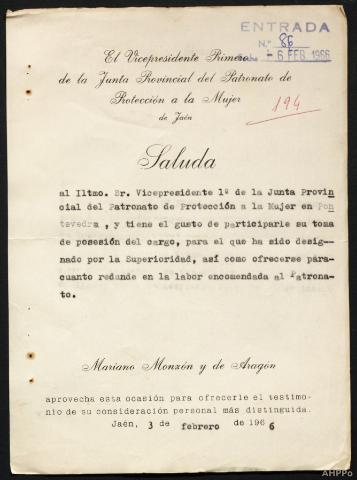 ENTRADA
N.º 86
Fecha - 6 FEB 1966
El Vicepresidente Primero
de la Junta Provincial del Patronato de
Protección a la Mujer
de Jaén
194
Saluda
al Iltmo. Sr. Vicepresidente 1º de la Junta Provin
cial del Patronato de Protección a la Mujer en Pon
tevedra , y tiene el gusto de participarle su toma
de posesión del cargo, para el que ha sido desig-
nado por la Superioridad, así como ofrecerse para-
cuanto redunde en la labor encomendada al Patrona-
to.
Mariano Monzón y de Aragón
aprovecha esta ocasión para ofrecerle el testimo-
nio de su consideración personal más distinguida.
Jaén, 3 de febrero de 1966
AHPPo